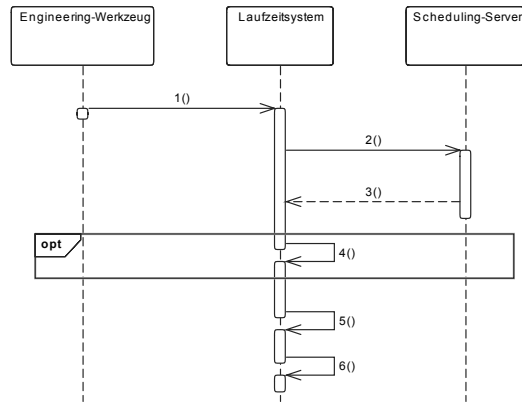 Engineering-Werkzeug
Laufzeitsystem
Scheduling-Server
1()
2()
3()
opt
4()
5()
6()